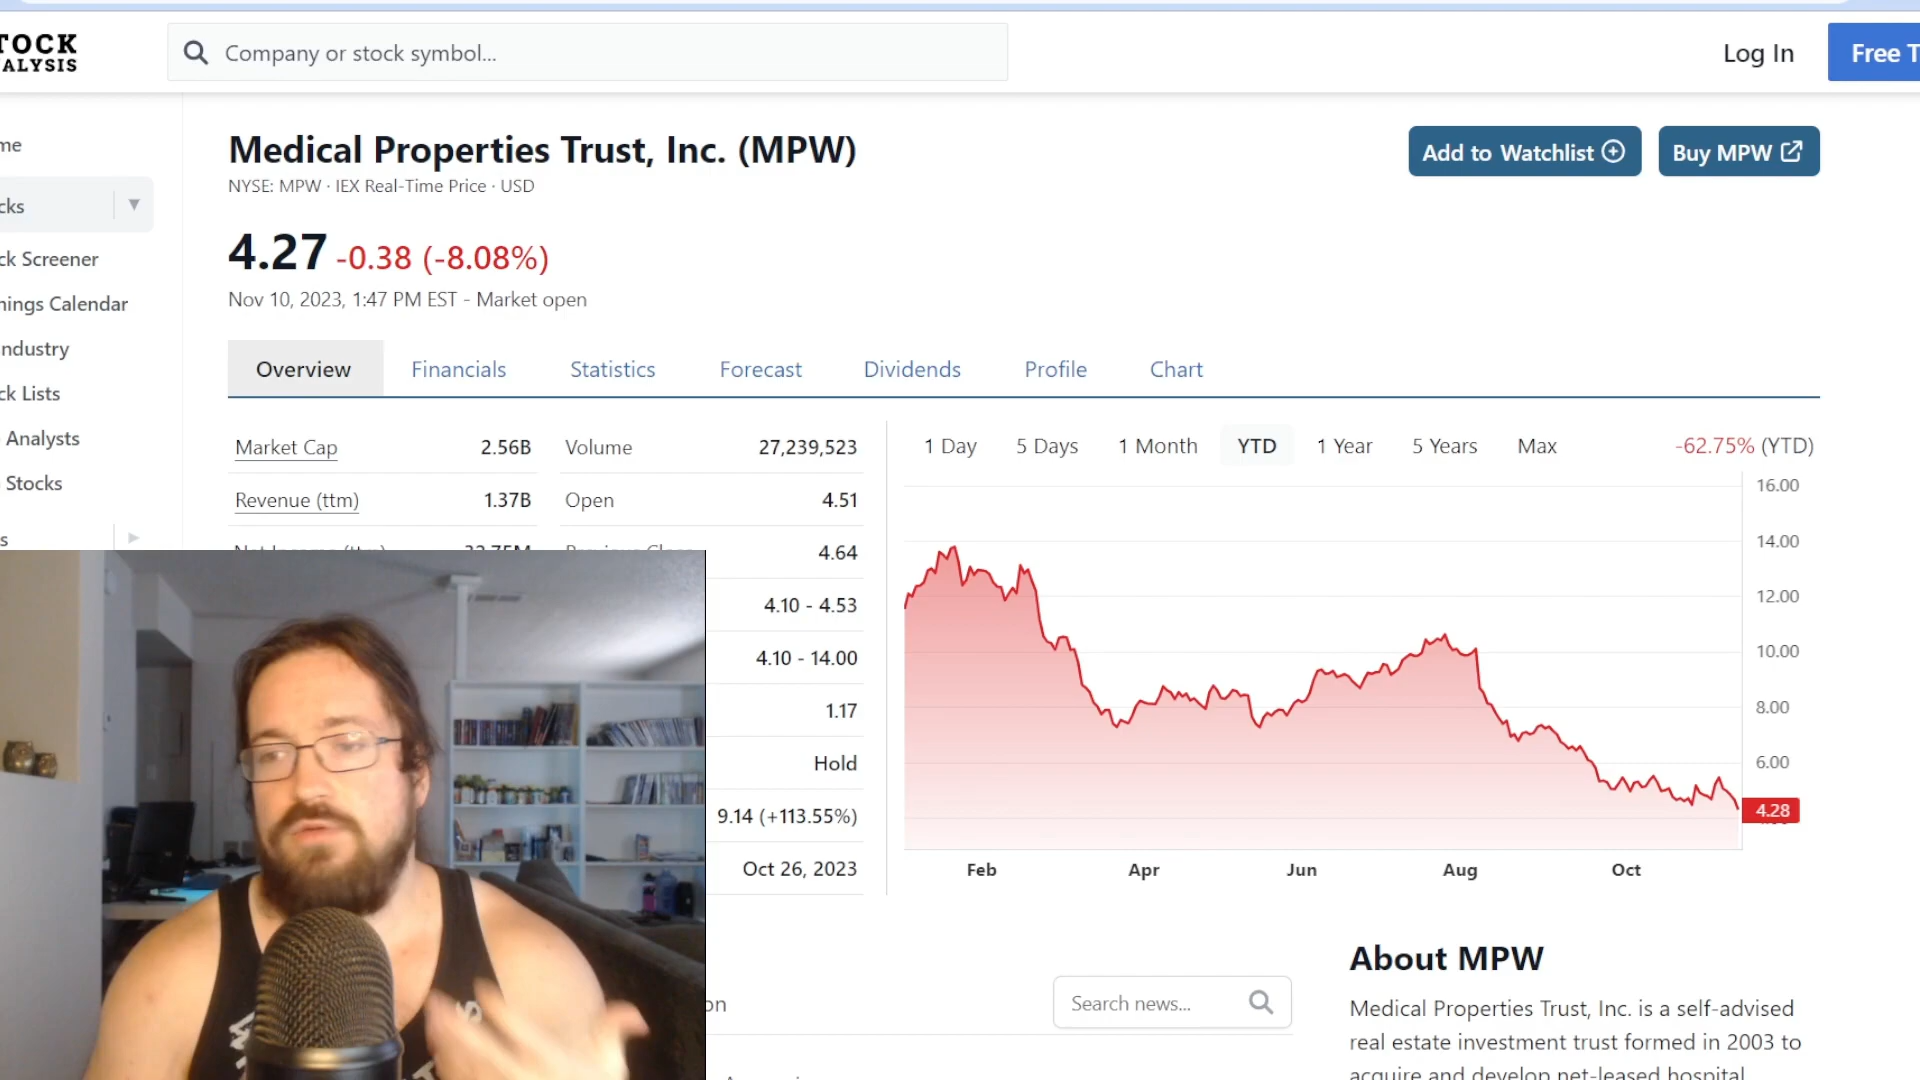 TOCK
ALYSIS
Company or stock symbol...
Log In
Free T
me
cks
ck Screener
nings Calendar
ndustry
ck Lists
Analysts
Stocks
s
Medical Properties Trust, Inc. (MPW)
NYSE: MPW · IEX Real-Time Price · USD
Add to Watchlist
Buy MPW
4.27 -0.38 (-8.08%)
Nov 10, 2023, 1:47 PM EST - Market open
Overview Financials Statistics Forecast Dividends Profile Chart
Market Cap 2.56B Volume 27,239,523
Revenue (ttm) 1.37B Open 4.51
4.64
4.10 - 4.53
4.10 - 14.00
1.17
Hold
9.14 (+113.55%)
Oct 26, 2023
1 Day 5 Days 1 Month YTD 1 Year 5 Years Max -62.75% (YTD)
16.00
14.00
12.00
10.00
8.00
6.00
4.28
Feb Apr Jun Aug Oct
on
Search news...
About MPW
Medical Properties Trust, Inc. is a self-advised
real estate investment trust formed in 2003 to
acquire and develop net-leased hospital